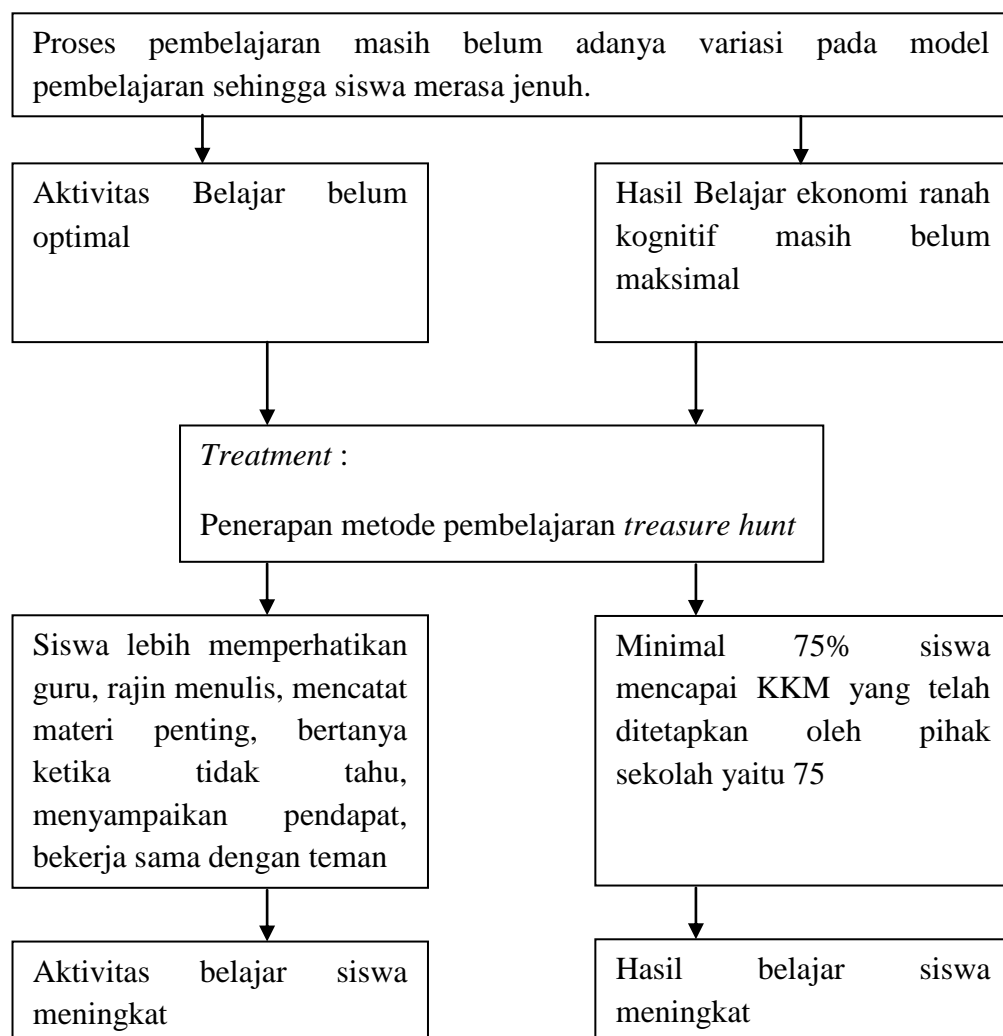 Proses pembelajaran masih belum adanya variasi pada model
pembelajaran sehingga siswa merasa jenuh.
Aktivitas Belajar belum
optimal
Hasil Belajar ekonomi ranah
kognitif masih belum
maksimal
Treatment :
Penerapan metode pembelajaran treasure hunt
Siswa lebih memperhatikan
guru, rajin menulis, mencatat
materi penting, bertanya
ketika tidak tahu,
menyampaikan pendapat,
bekerja sama dengan teman
Minimal 75% siswa
mencapai KKM yang telah
ditetapkan oleh pihak
sekolah yaitu 75
Aktivitas belajar siswa
meningkat
Hasil belajar siswa
meningkat